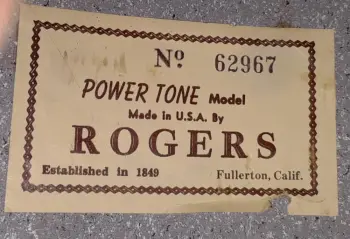 Nº 62967
POWER TONE Model
Made in U.S.A. By
ROGERS
Established in 1849 Fullerton, Calif.